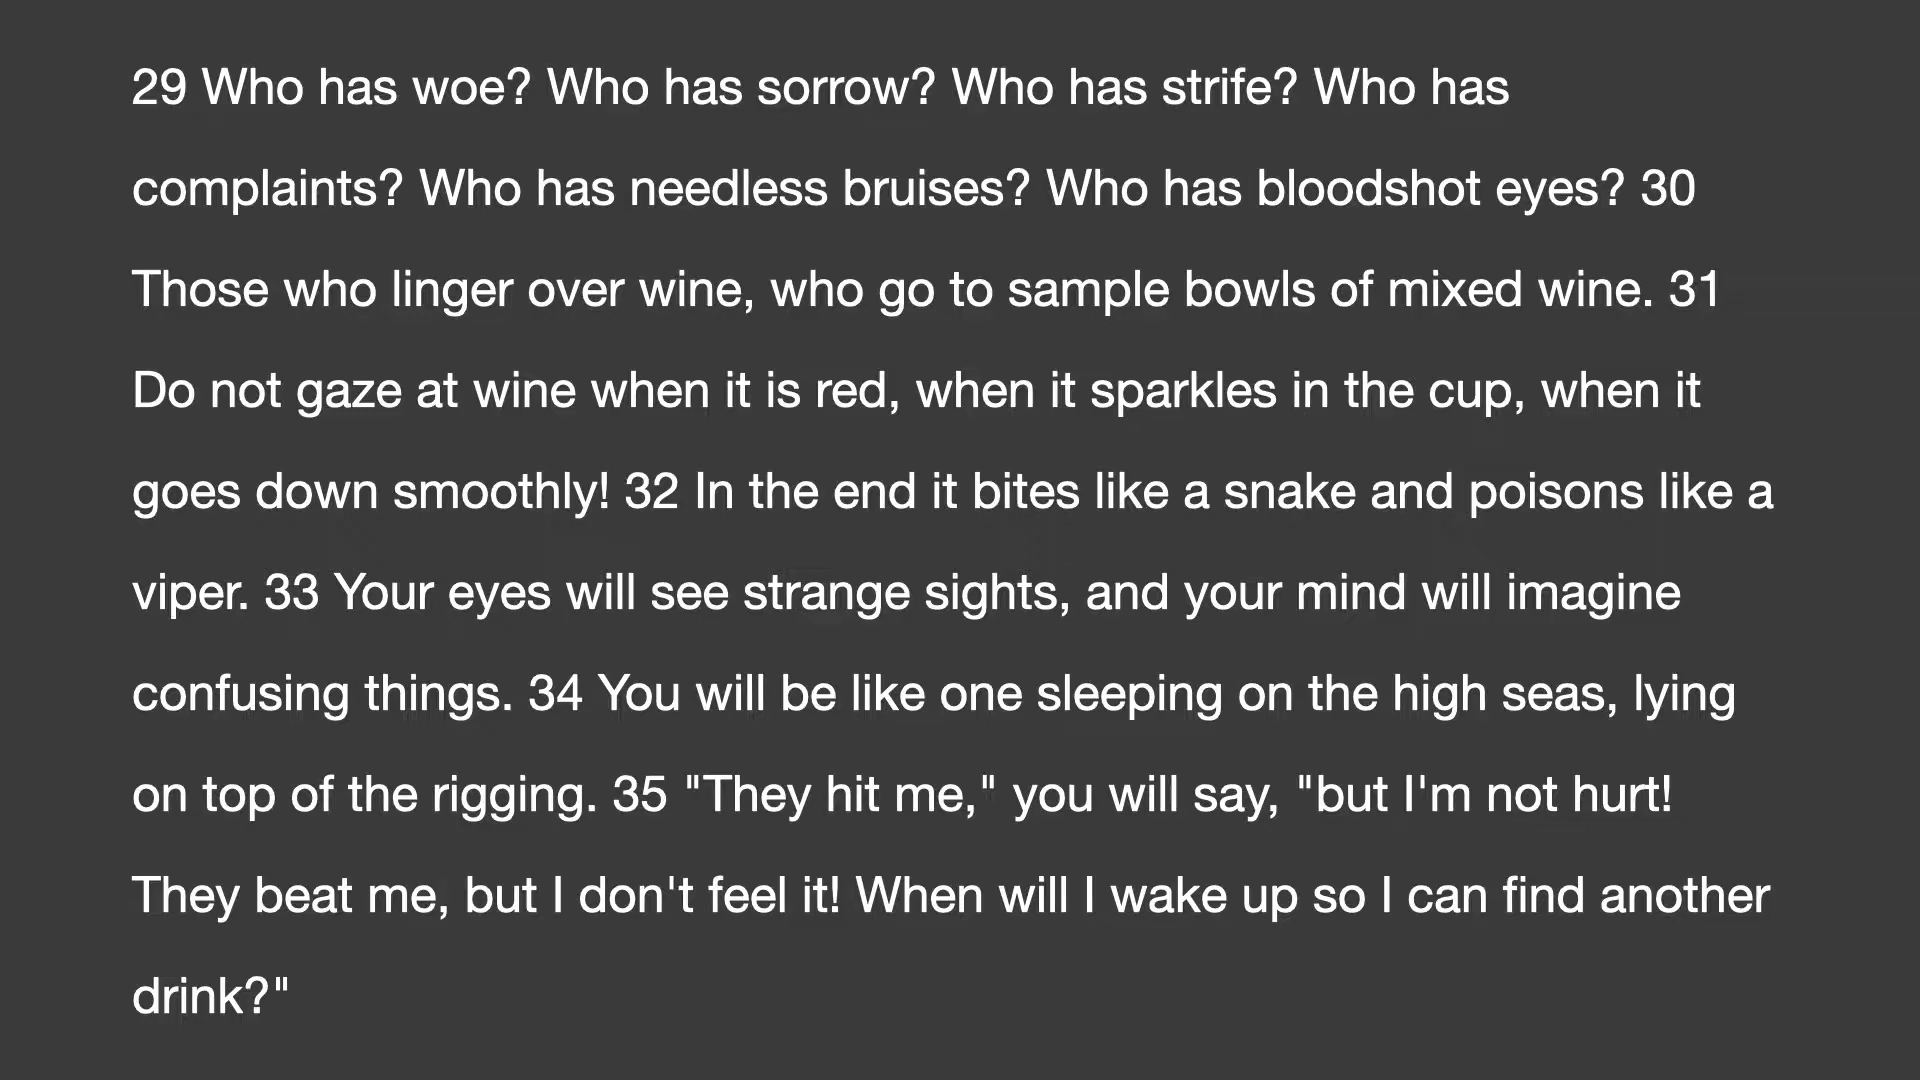 29 Who has woe? Who has sorrow? Who has strife? Who has
complaints? Who has needless bruises? Who has bloodshot eyes? 30
Those who linger over wine, who go to sample bowls of mixed wine. 31
Do not gaze at wine when it is red, when it sparkles in the cup, when it
goes down smoothly! 32 In the end it bites like a snake and poisons like a
viper. 33 Your eyes will see strange sights, and your mind will imagine
confusing things. 34 You will be like one sleeping on the high seas, lying
on top of the rigging. 35 "They hit me," you will say, "but I'm not hurt!
They beat me, but I don't feel it! When will I wake up so I can find another
drink?"